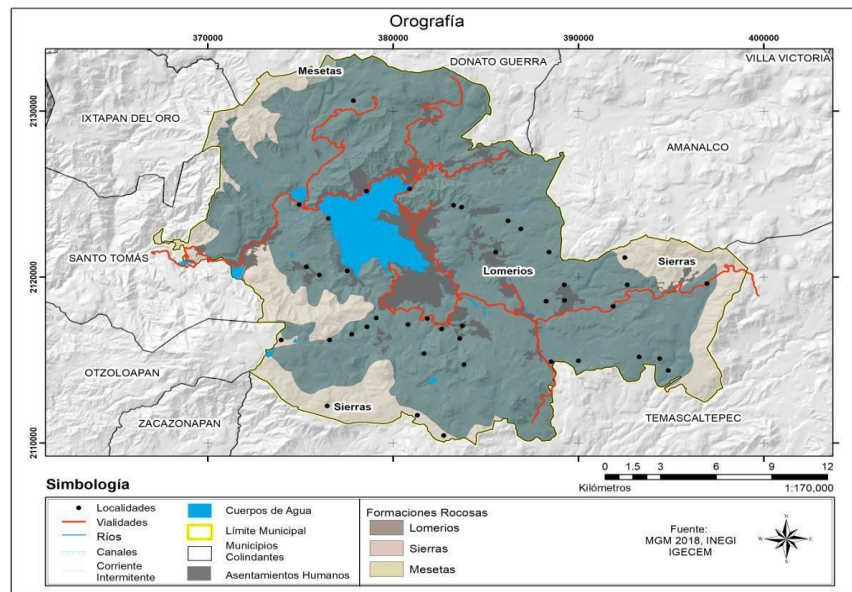 Orografía
370000
380000
390000
400000
DONATO GUERRA
VILLA VICTORIA
Mesetas
2130000
IXTAPAN DEL ORO
AMANALCO
SANTO TOMÁS
Lomerios
Sierras
2120000
OTZOLOAPAN
Sierras
ZACAZONAPAN
TEMASCALTEPEC
2110000
0 1.5 3 6 9 12
Kilómetros
1:170,000
Simbología
Localidades
Vialidades
Ríos
Canales
Corriente
Intermitente
Cuerpos de Agua
Límite Municipal
Municipios
Colindantes
Asentamientos Humanos
Formaciones Rocosas
Lomerios
Sierras
Mesetas
Fuente:
MGM 2018, INEGI
IGECEM